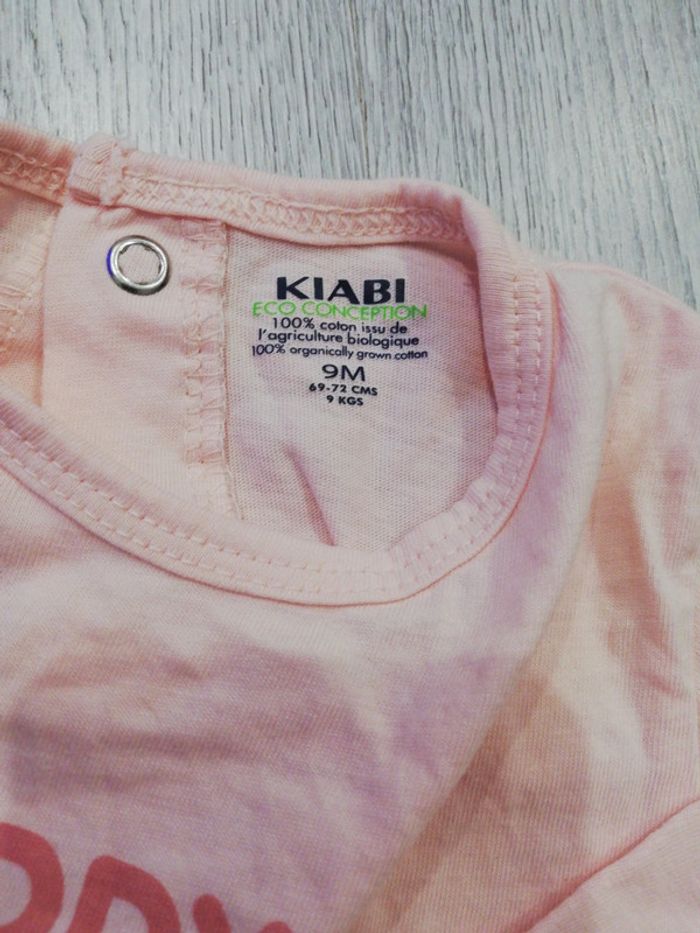 KIABI
ECO CONCEPTION
100% coton issu de
l'agriculture biologique
100% organically grown cotton
9M
69-72 CMS
9 KGS